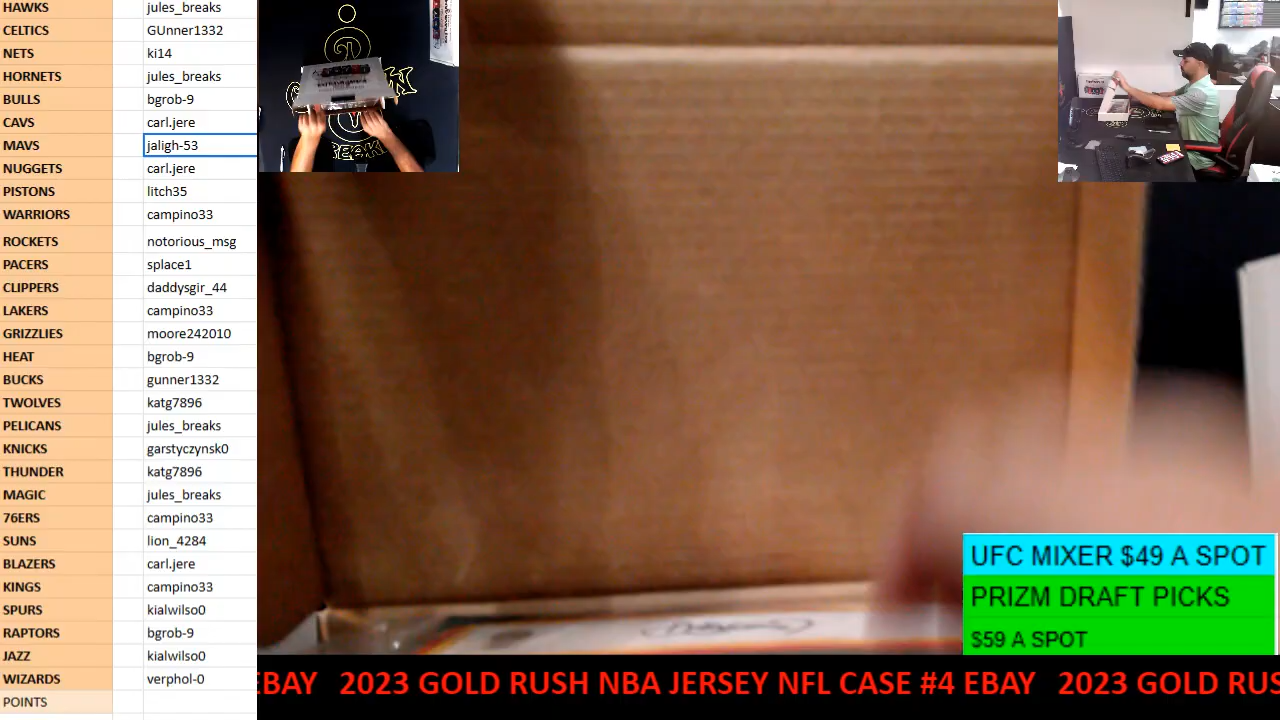 HAWKS jules_breaks
CELTICS GUnner1332
NETS ki14
HORNETS jules_breaks
BULLS bgrob-9
CAVS carl.jere
MAVS jaligh-53
NUGGETS carl.jere
PISTONS litch35
WARRIORS campino33
ROCKETS notorious_msg
PACERS splace1
CLIPPERS daddysgir_44
LAKERS campino33
GRIZZLIES moore242010
HEAT bgrob-9
BUCKS gunner1332
TWOLVES katg7896
PELICANS jules_breaks
KNICKS garstyczynsk0
THUNDER katg7896
MAGIC jules_breaks
76ERS campino33
SUNS lion_4284
BLAZERS carl.jere
KINGS campino33
SPURS kialwilso0
RAPTORS bgrob-9
JAZZ kialwilso0
WIZARDS verphol-0
POINTS
UFC MIXER $49 A SPOT
PRIZM DRAFT PICKS
$59 A SPOT
EBAY 2023 GOLD RUSH NBA JERSEY NFL CASE #4 EBAY 2023 GOLD RUS